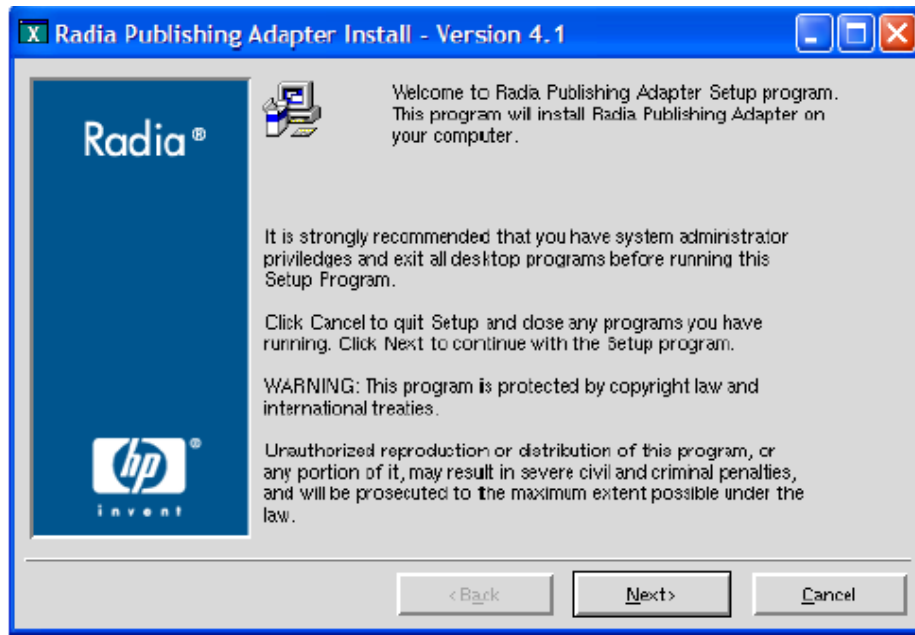 Radia Publishing Adapter Install - Version 4.1
Radia®
Welcome to Radia Publishing Adapter Setup program.
This program will install Radia Publishing Adapter on
your computer.
It is strongly recommended that you have system administrator
priviledges and exit all desktop programs before running this
Setup Program.
Click Cancel to quit Setup and close any programs you have
running. Click Next to continue with the Setup program.
WARNING: This program is protected by copyright law and
international treaties.
Unauthorized reproduction or distribution of this program, or
any portion of it, may result in severe civil and criminal penalties,
and will be prosecuted to the maximum extent possible under the
law.
hp®
invent
<Back
Next>
Cancel